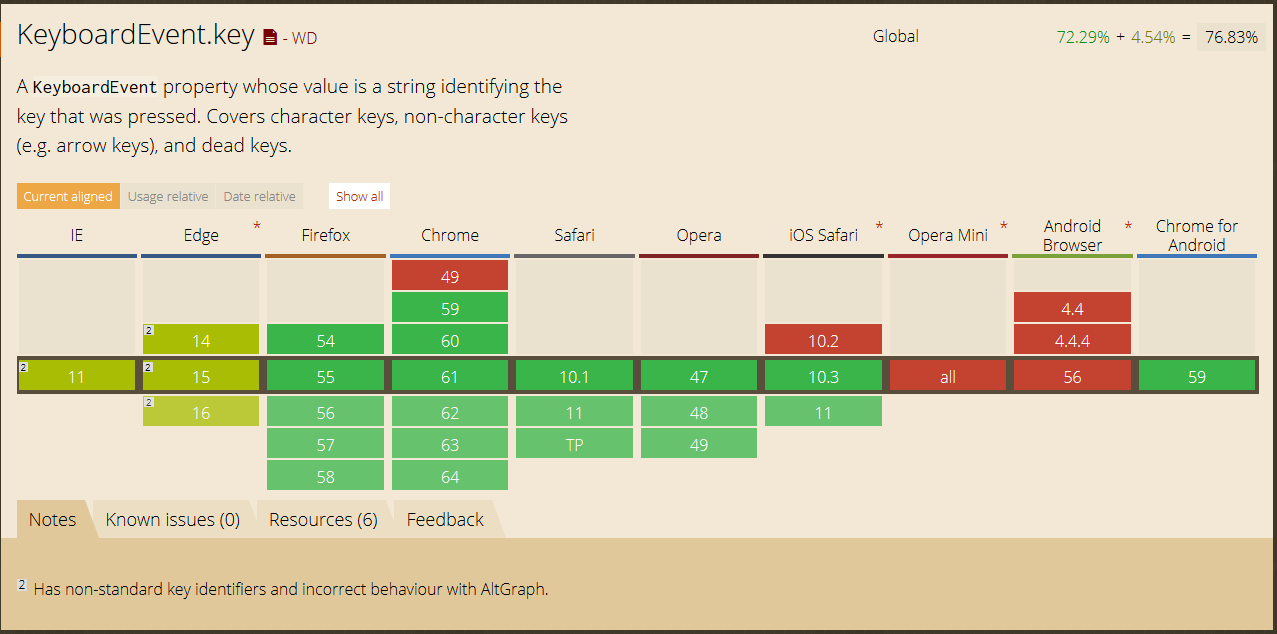 KeyboardEvent.key - WD Global 72.29% + 4.54% = 76.83%
A KeyboardEvent property whose value is a string identifying the
key that was pressed. Covers character keys, non-character keys
(e.g. arrow keys), and dead keys.
Current aligned Usage relative Date relative Show all
IE Edge * Firefox Chrome Safari Opera iOS Safari * Opera Mini * Android Browser * Chrome for Android
49
59 4.4
2 14 54 60 10.2 4.4.4
2 11 2 15 55 61 10.1 47 10.3 all 56 59
2 16 56 62 11 48 11
57 63 TP 49
58 64
Notes Known issues (0) Resources (6) Feedback
2 Has non-standard key identifiers and incorrect behaviour with AltGraph.